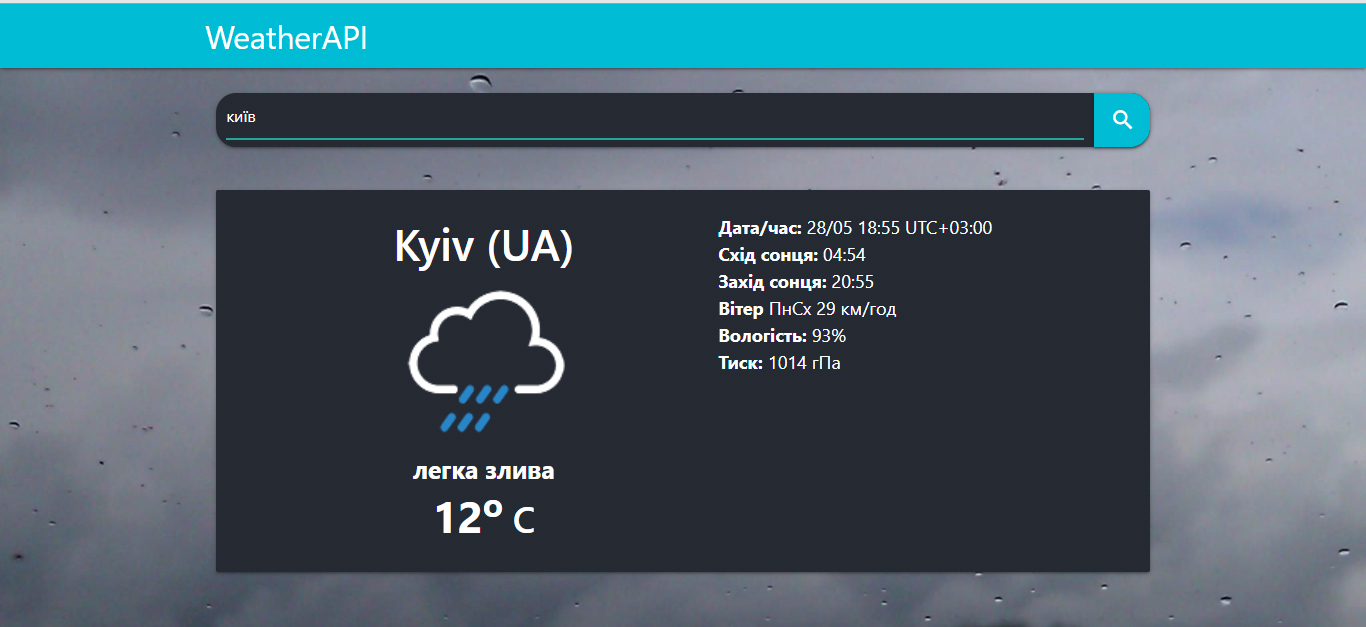 WeatherAPI
київ
Kyiv (UA)
легка злива
12º C
Дата/час: 28/05 18:55 UTC+03:00
Схід сонця: 04:54
Захід сонця: 20:55
Вітер ПнСх 29 км/год
Вологість: 93%
Тиск: 1014 гПа